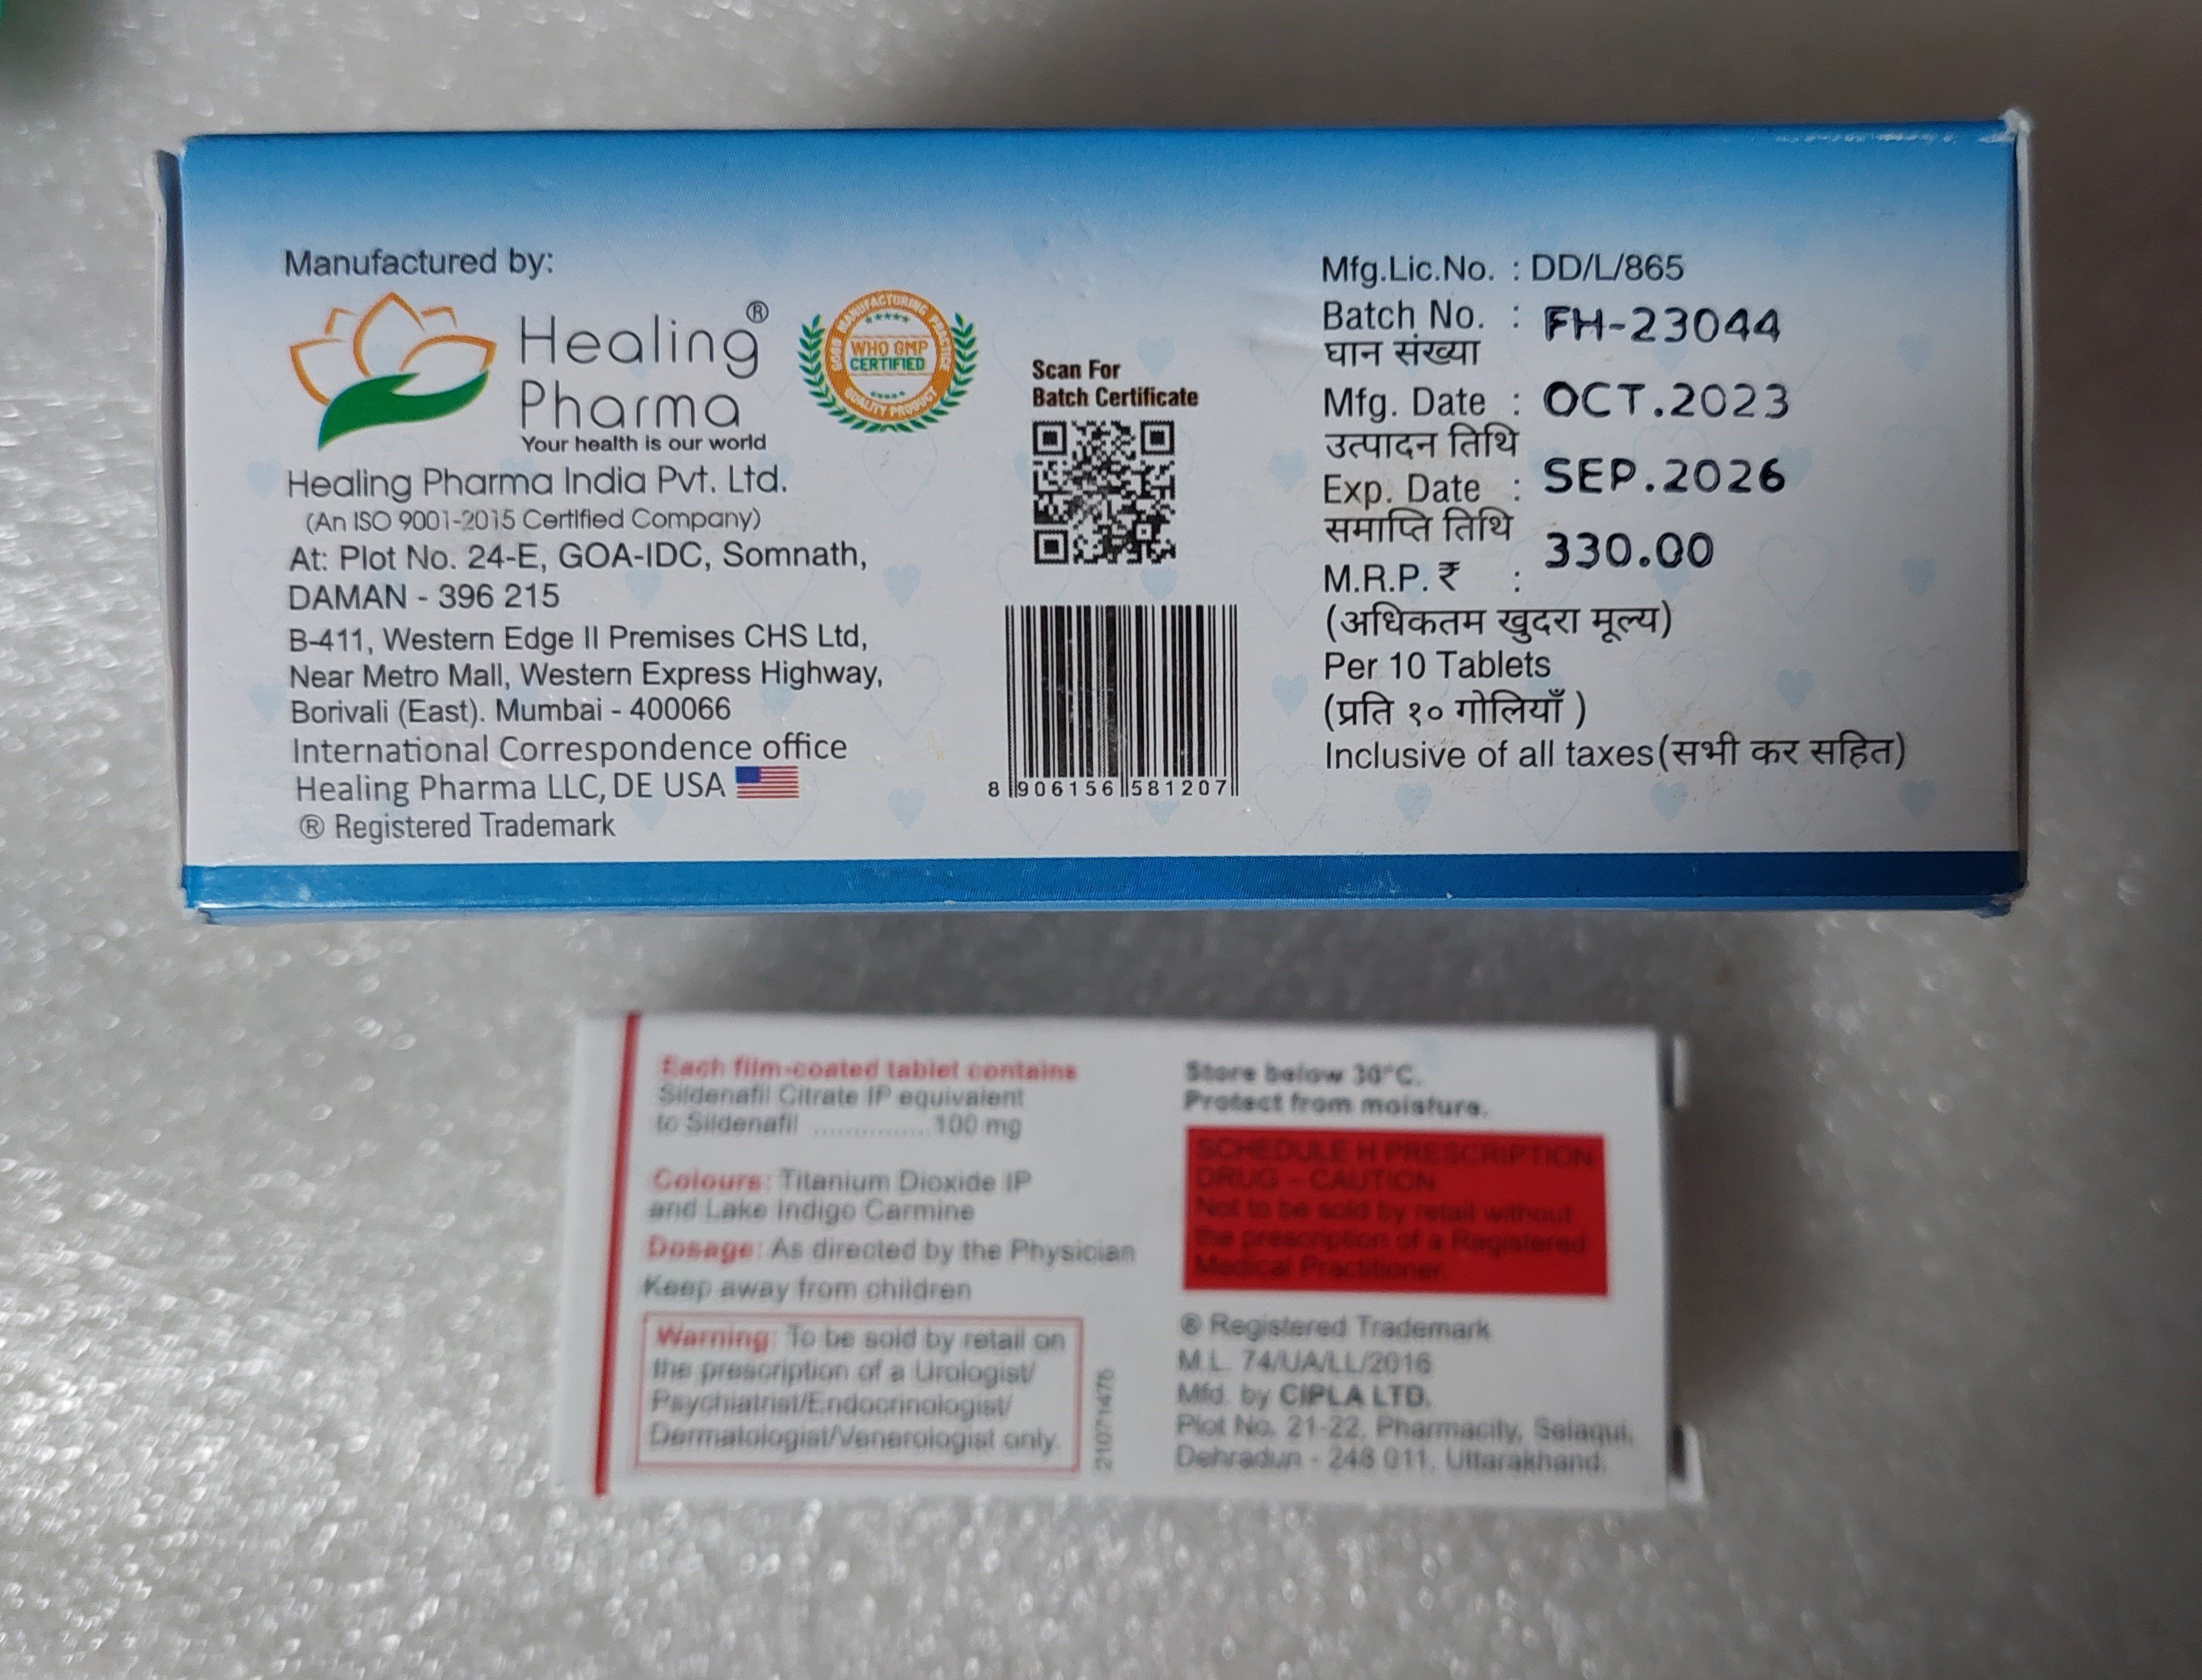 Manufactured by:
Healing®
Pharma
Your health is our world
GOOD MANUFACTURING PRACTICE
WHO GMP
CERTIFIED
QUALITY PRODUCT
Healing Pharma India Pvt. Ltd.
(An ISO 9001-2015 Certified Company)
At: Plot No. 24-E, GOA-IDC, Somnath,
DAMAN - 396 215
B-411, Western Edge II Premises CHS Ltd,
Near Metro Mall, Western Express Highway,
Borivali (East). Mumbai - 400066
International Correspondence office
Healing Pharma LLC, DE USA
® Registered Trademark
Scan For
Batch Certificate
8 906156 581207
Mfg.Lic.No. : DD/L/865
Batch No. : FH-23044
घान संख्या
Mfg. Date : OCT.2023
उत्पादन तिथि
Exp. Date : SEP.2026
समाप्ति तिथि
M.R.P. ₹ : 330.00
(अधिकतम खुदरा मूल्य)
Per 10 Tablets
(प्रति १० गोलियाँ )
Inclusive of all taxes(सभी कर सहित)
Each film-coated tablet contains
Sildenafil Citrate IP equivalent
to Sildenafil ............... 100 mg
Colours: Titanium Dioxide IP
and Lake Indigo Carmine
Dosage: As directed by the Physician
Keep away from children
Warning: To be sold by retail on
the prescription of a Urologist/
Psychiatrist/Endocrinologist/
Dermatologist/Venerologist only.
21071475
Store below 30°C.
Protect from moisture.
SCHEDULE H PRESCRIPTION
DRUG - CAUTION
Not to be sold by retail without
the prescription of a Registered
Medical Practitioner.
® Registered Trademark
M.L. 74/UA/LL/2016
Mfd. by CIPLA LTD.
Plot No. 21-22, Pharmacity, Selaqui,
Dehradun - 248 011, Uttarakhand.